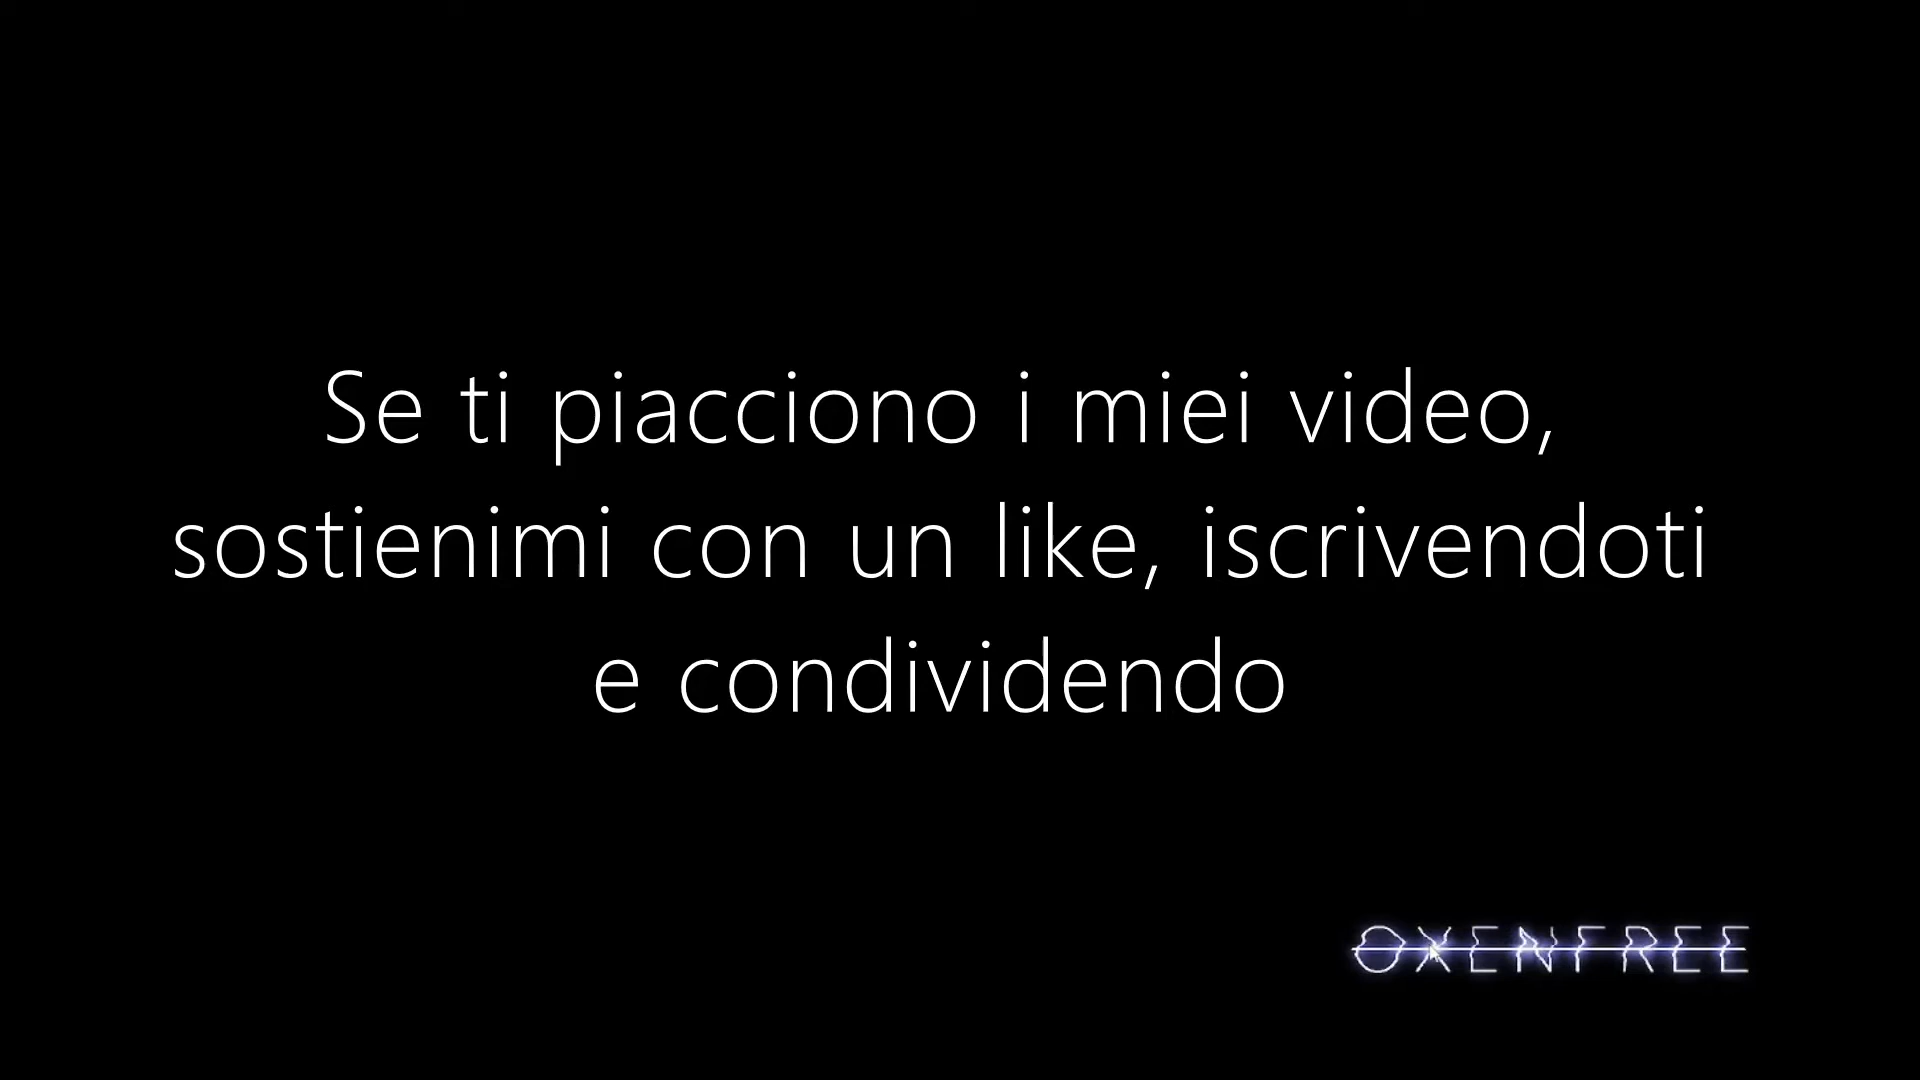 Se ti piacciono i miei video,
sostienimi con un like, iscrivendoti
e condividendo
OXENFREE